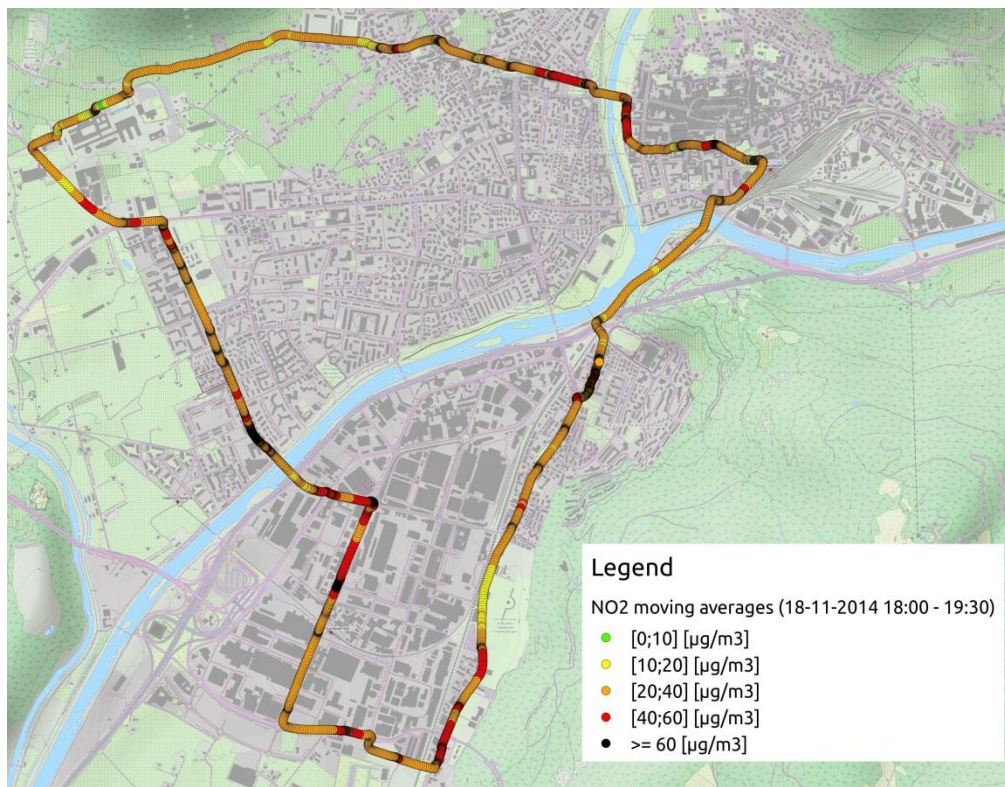 Legend
NO2 moving averages (18-11-2014 18:00 - 19:30)
[0;10] [µg/m3]
[10;20] [µg/m3]
[20;40] [µg/m3]
[40;60] [µg/m3]
>= 60 [µg/m3]